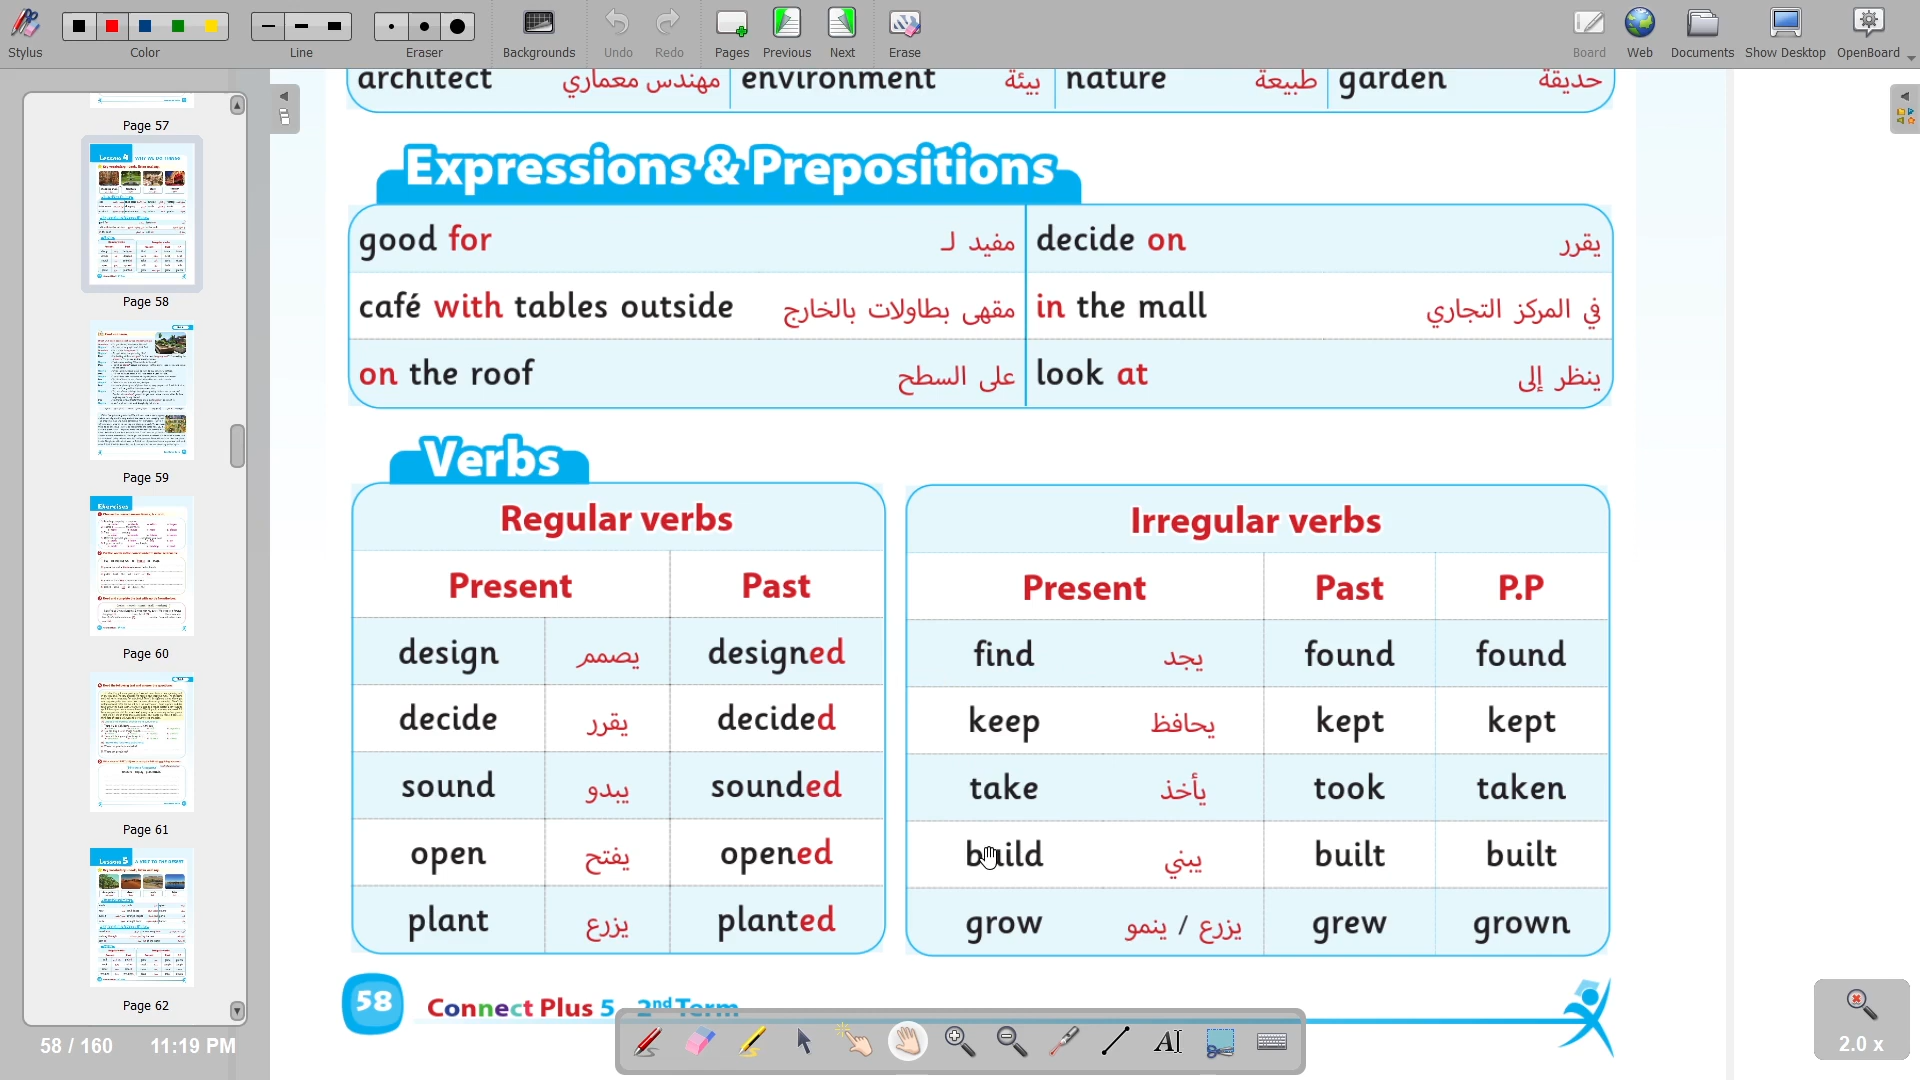 Stylus
Color
Line
Eraser
Backgrounds
Undo
Redo
Pages
Previous
Next
Erase
Board
Web
Documents
Show Desktop
OpenBoard
Page 57
Page 58
Page 59
Page 60
Page 61
Page 62
58 / 160 11:19 PM
architect مهندس معماري environment بيئة nature طبيعة garden حديقة
Expressions & Prepositions
good for مفيد لـ decide on يقرر
café with tables outside مقهى بطاولات بالخارج in the mall في المركز التجاري
on the roof على السطح look at ينظر إلى
Verbs
Regular verbs
Present Past
design يصمم designed
decide يقرر decided
sound يبدو sounded
open يفتح opened
plant يزرع planted
Irregular verbs
Present Past P.P
find يجد found found
keep يحافظ kept kept
take يأخذ took taken
build يبني built built
grow يزرع / ينمو grew grown
58 Connect Plus 5 2nd Term
2.0 x